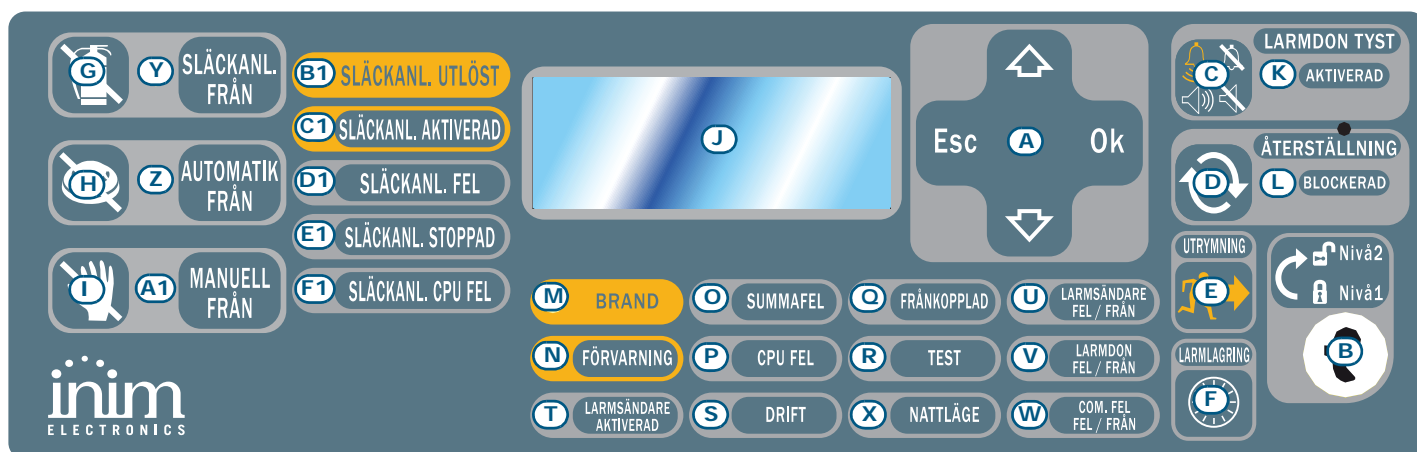 G
Y
SLÄCKANL.
FRÅN
H
Z
AUTOMATIK
FRÅN
I
A1
MANUELL
FRÅN
inim
ELECTRONICS
B1 SLÄCKANL. UTLÖST
C1 SLÄCKANL. AKTIVERAD
D1 SLÄCKANL. FEL
E1 SLÄCKANL. STOPPAD
F1 SLÄCKANL. CPU FEL
J
Esc A Ok
M BRAND
O SUMMAFEL
Q FRÅNKOPPLAD
U LARMSÄNDARE
FEL / FRÅN
N FÖRVARNING
P CPU FEL
R TEST
V LARMDON
FEL / FRÅN
T LARMSÄNDARE
AKTIVERAD
S DRIFT
X NATTLÄGE
W COM. FEL
FEL / FRÅN
C
LARMDON TYST
K AKTIVERAD
D
ÅTERSTÄLLNING
L BLOCKERAD
UTRYMNING
E
LARMLAGRING
F
Nivå2
Nivå1
B